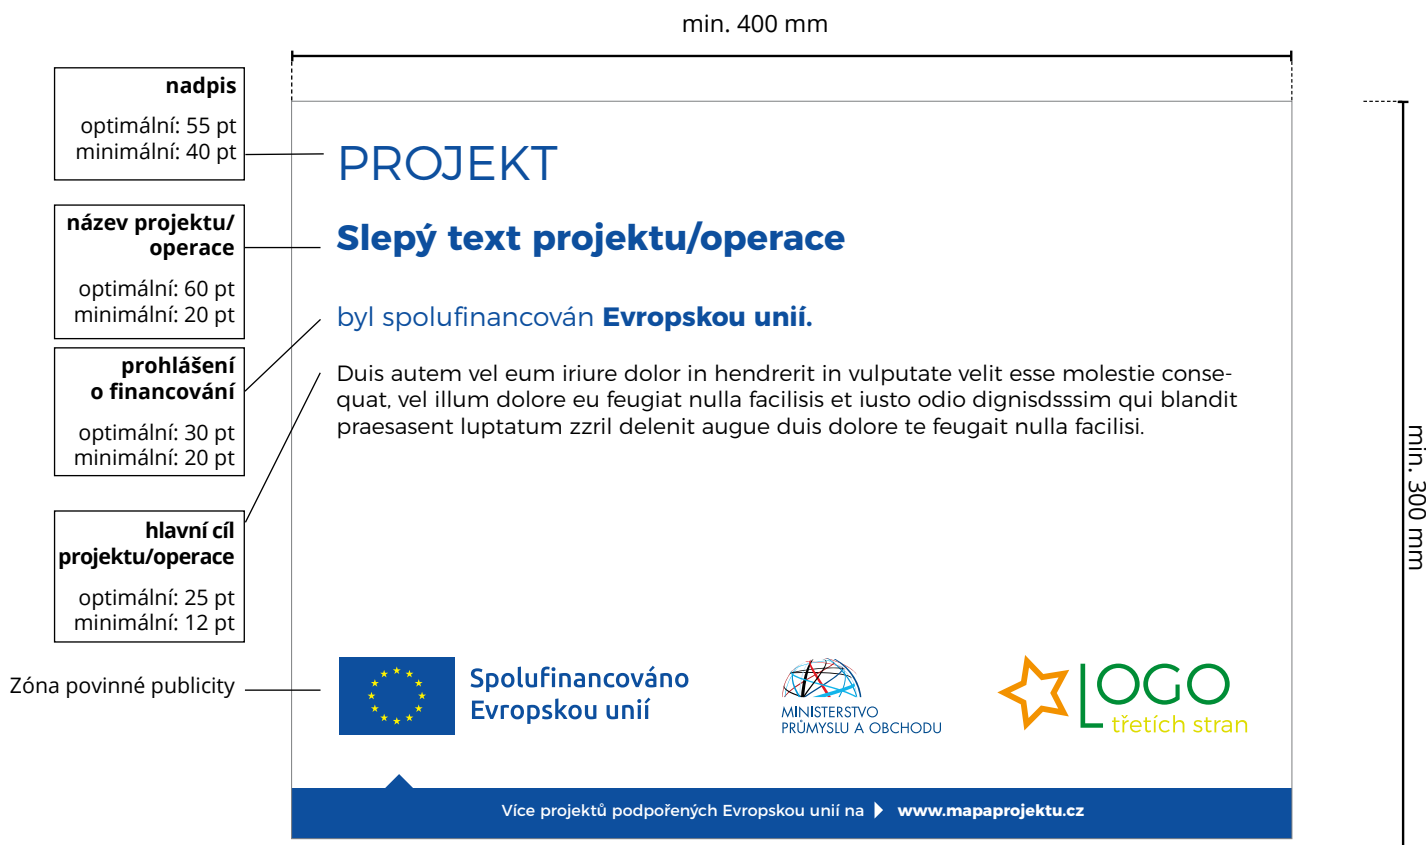 min. 400 mm
nadpis
optimální: 55 pt
minimální: 40 pt
název projektu/
operace
optimální: 60 pt
minimální: 20 pt
prohlášení
o financování
optimální: 30 pt
minimální: 20 pt
hlavní cíl
projektu/operace
optimální: 25 pt
minimální: 12 pt
Zóna povinné publicity
PROJEKT
Slepý text projektu/operace
byl spolufinancován Evropskou unií.
Duis autem vel eum iriure dolor in hendrerit in vulputate velit esse molestie conse-
quat, vel illum dolore eu feugiat nulla facilisis et iusto odio dignisdsssim qui blandit
praesasent luptatum zzril delenit augue duis dolore te feugait nulla facilisi.
Spolufinancováno
Evropskou unií
MINISTERSTVO
PRŮMYSLU A OBCHODU
LOGO
třetích stran
Více projektů podpořených Evropskou unií na www.mapaprojektu.cz
min. 300 mm